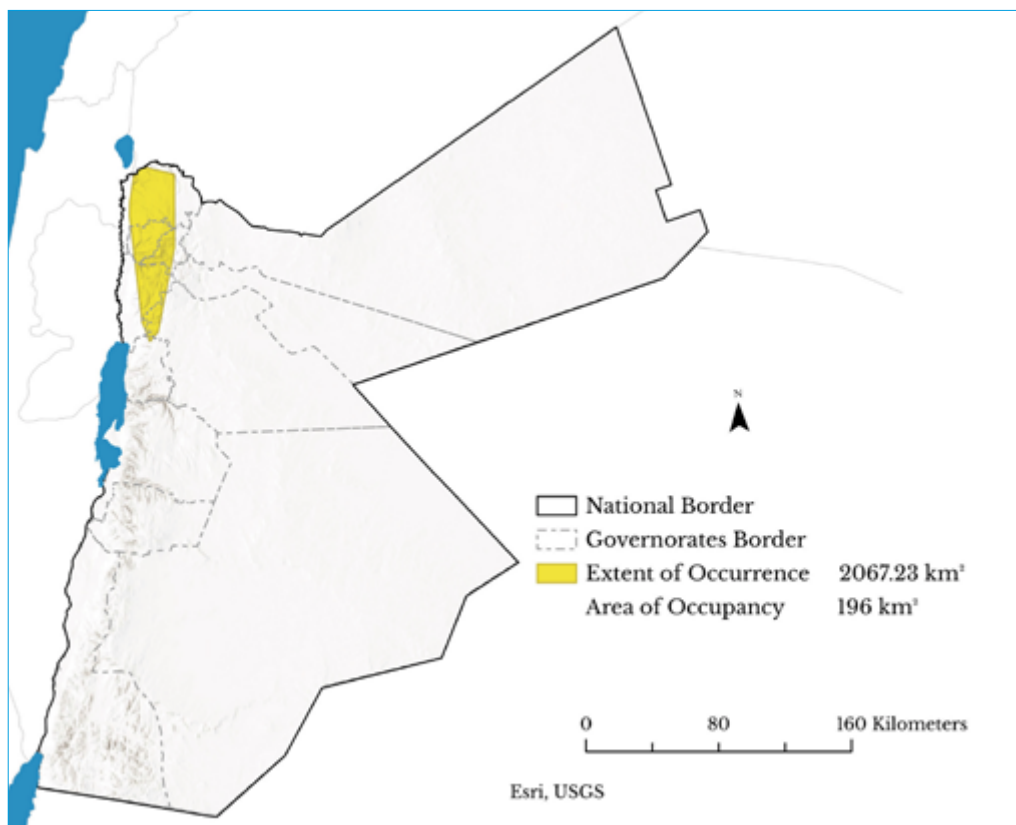 N
National Border
Governorates Border
Extent of Occurrence 2067.23 km²
Area of Occupancy 196 km²
0 80 160 Kilometers
Esri, USGS